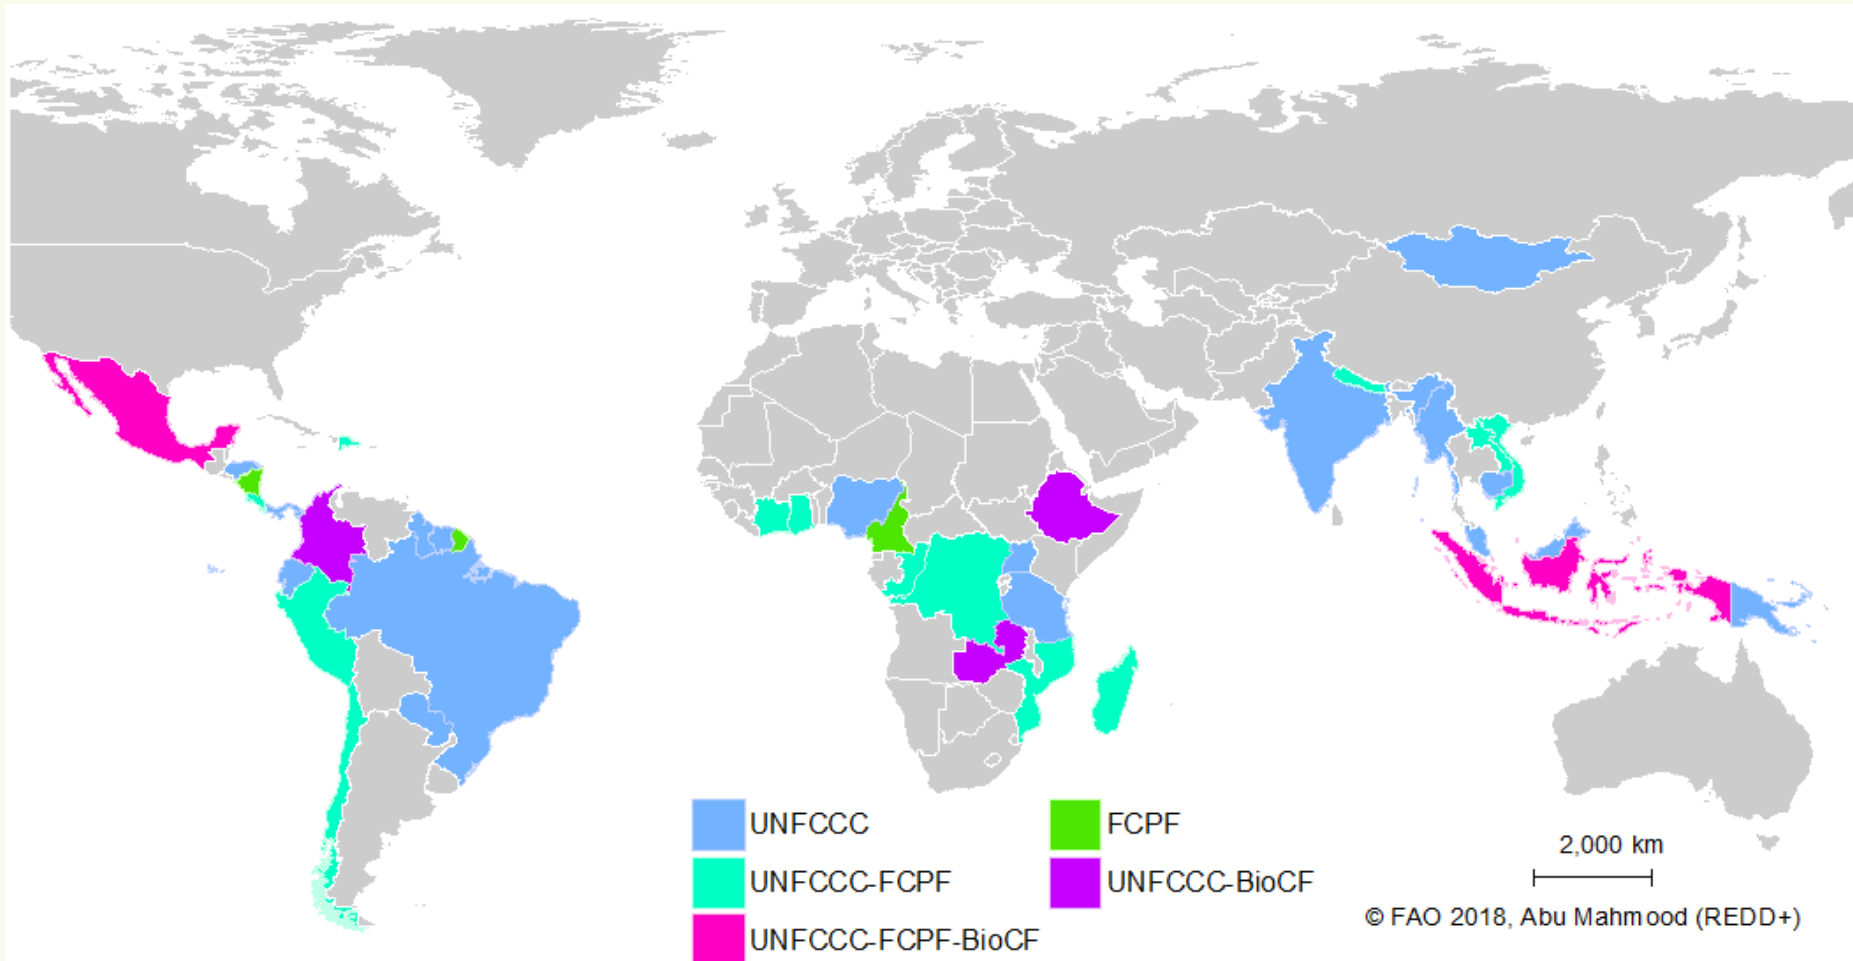 UNFCCC
FCPF
UNFCCC-FCPF
UNFCCC-BioCF
UNFCCC-FCPF-BioCF
2,000 km
© FAO 2018, Abu Mahmood (REDD+)